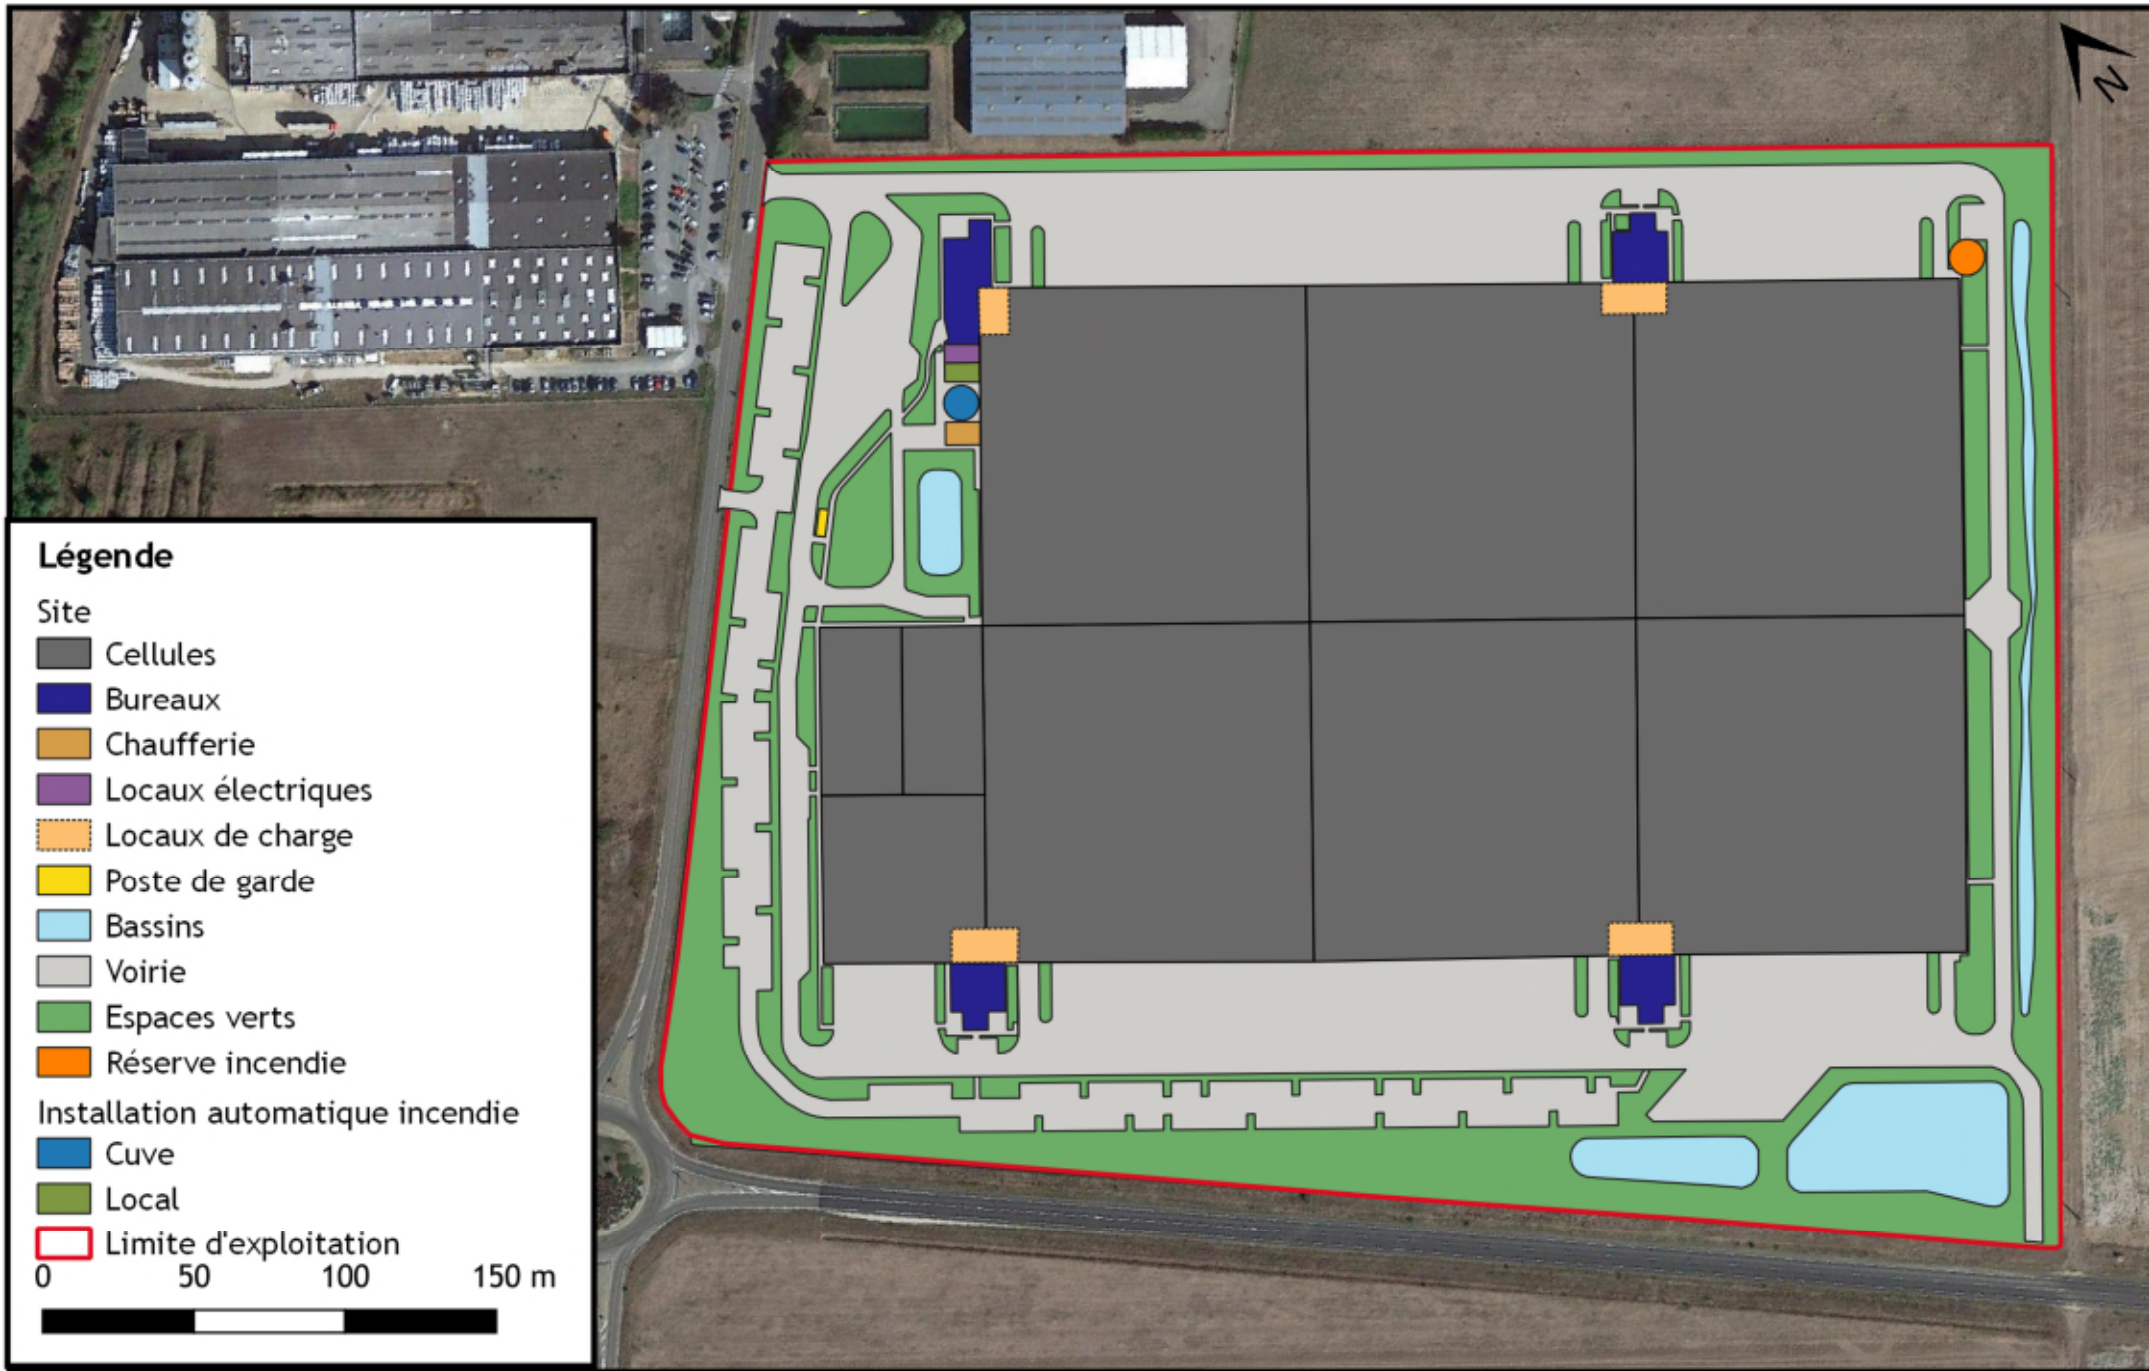 N
Légende
Site
Cellules
Bureaux
Chaufferie
Locaux électriques
Locaux de charge
Poste de garde
Bassins
Voirie
Espaces verts
Réserve incendie
Installation automatique incendie
Cuve
Local
Limite d'exploitation
0 50 100 150 m